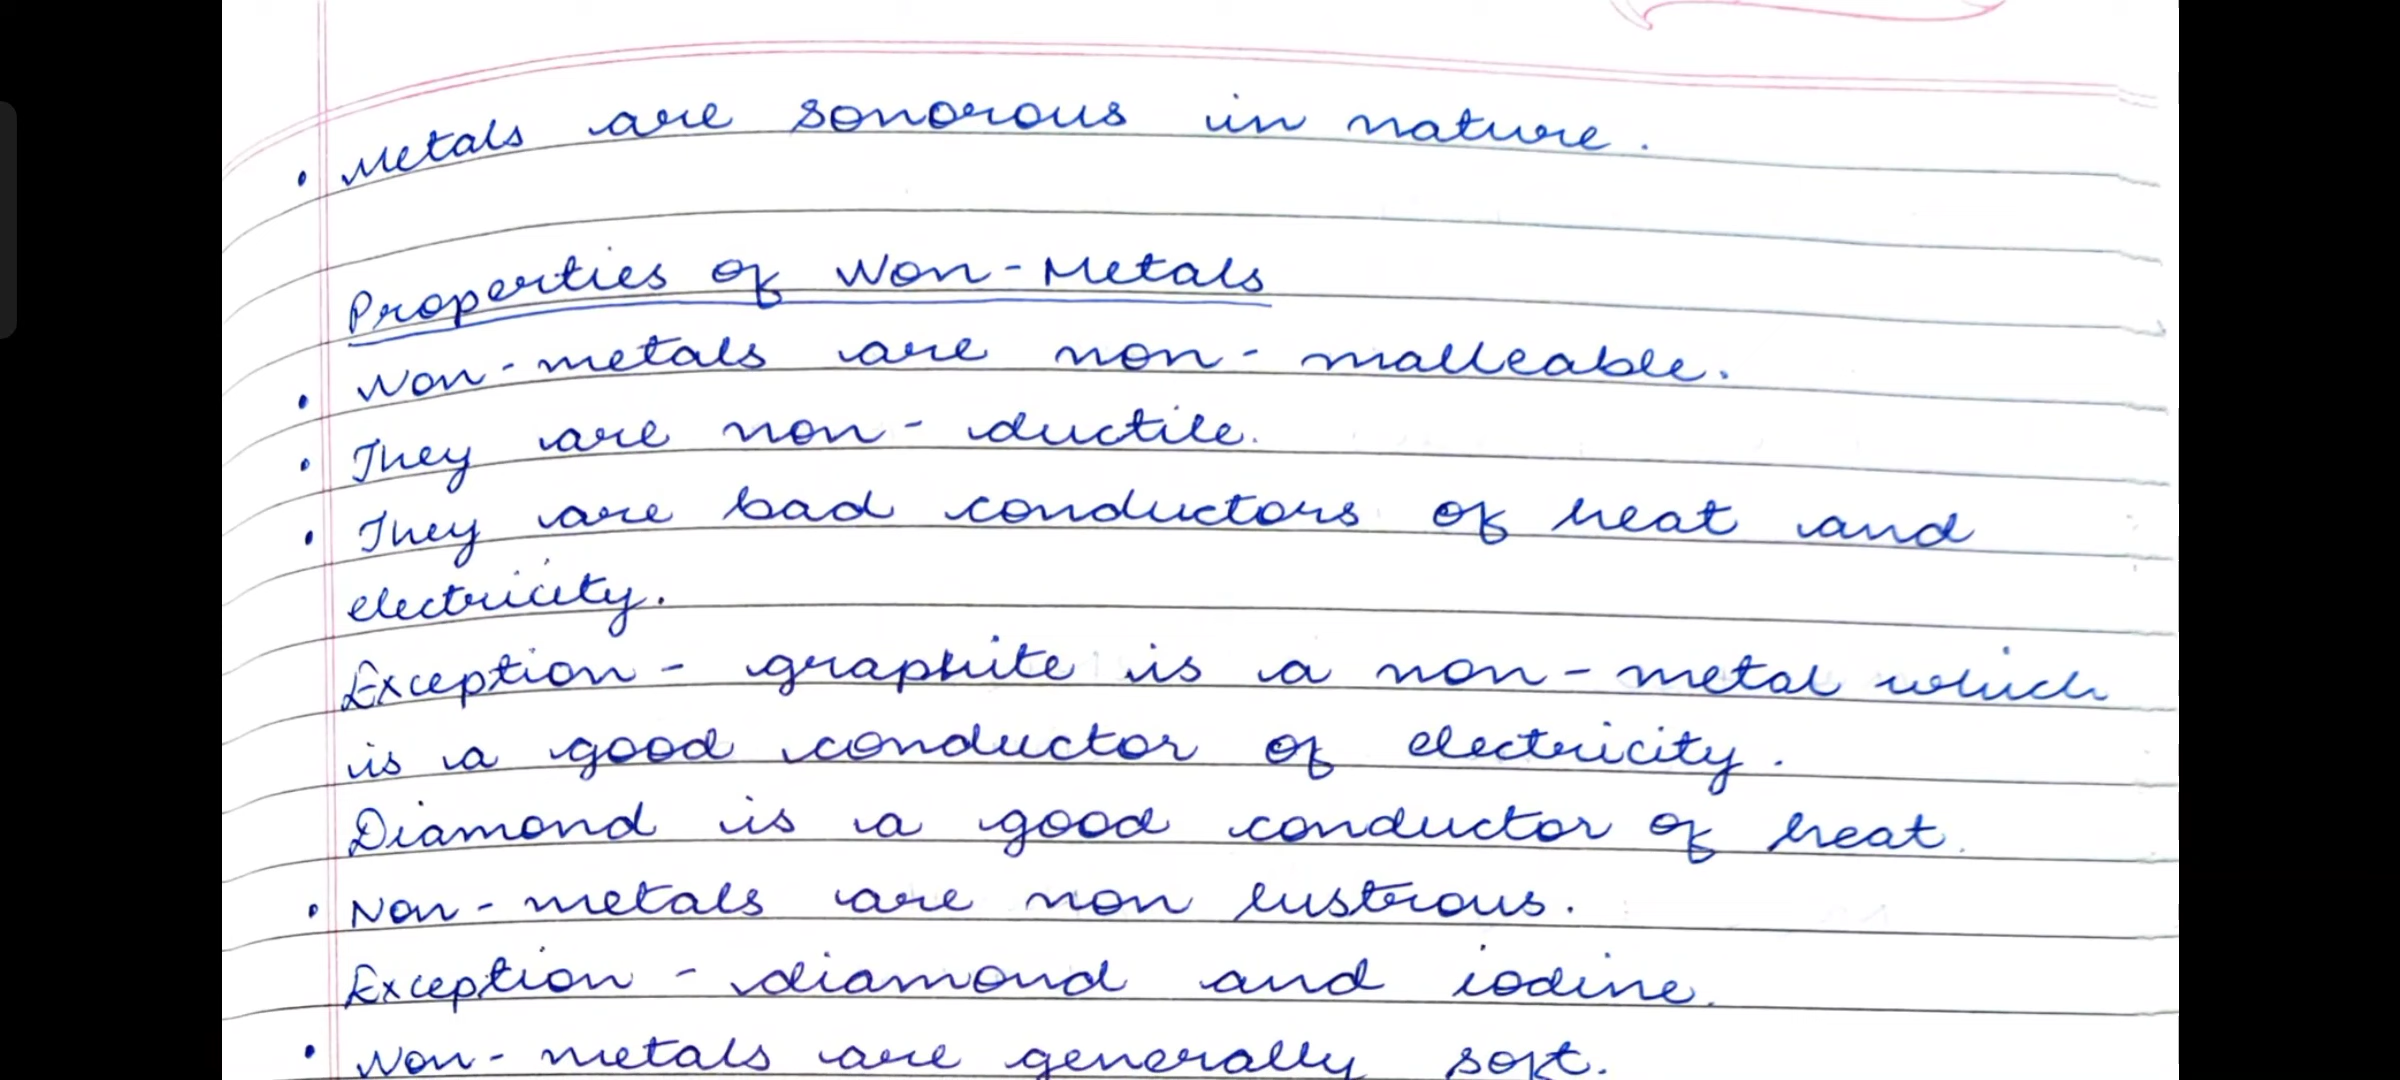 • Metals are sonorous in nature.
Properties of Non-Metals
• Non-metals are non-malleable.
• They are non-ductile.
• They are bad conductors of heat and
electricity.
Exception - graphite is a non-metal which
is a good conductor of electricity.
Diamond is a good conductor of heat.
• Non-metals are non lustrous.
Exception - diamond and iodine.
• Non-metals are generally soft.